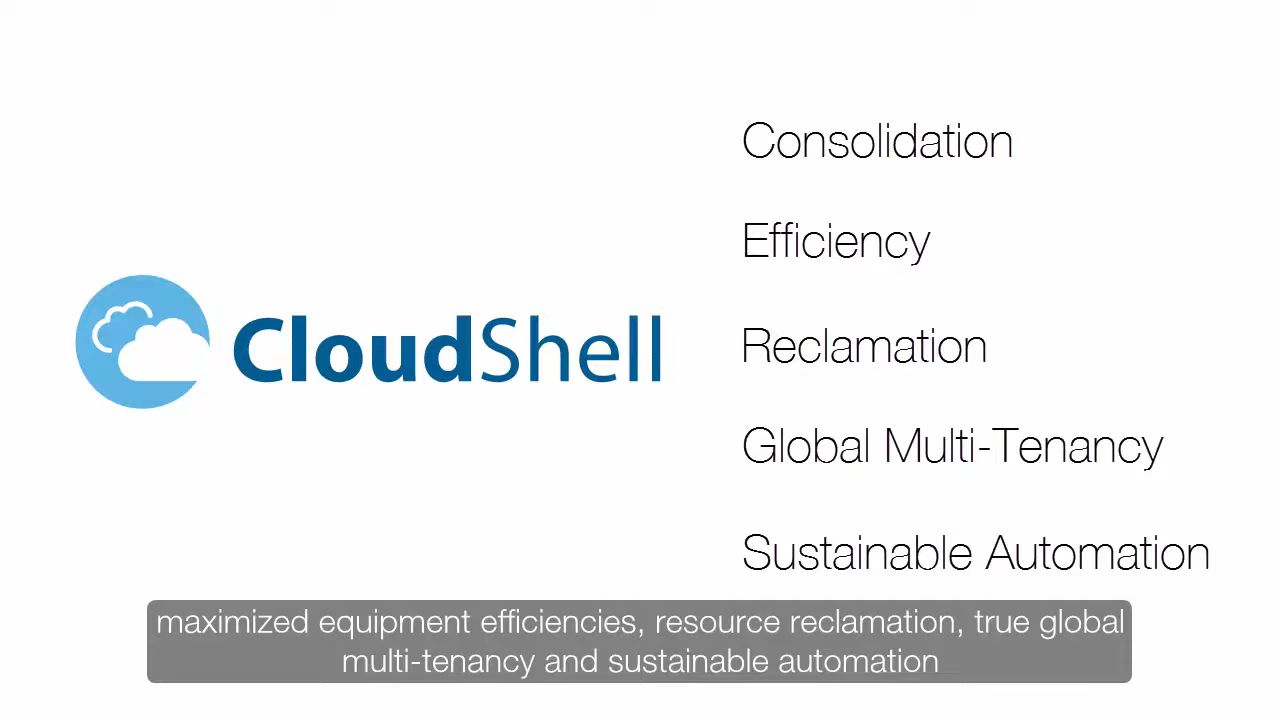 CloudShell
Consolidation
Efficiency
Reclamation
Global Multi-Tenancy
Sustainable Automation
maximized equipment efficiencies, resource reclamation, true global
multi-tenancy and sustainable automation